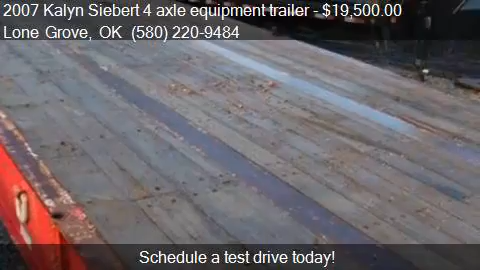 2007 Kalyn Siebert 4 axle equipment trailer - $19,500.00
Lone Grove, OK (580) 220-9484
Schedule a test drive today!